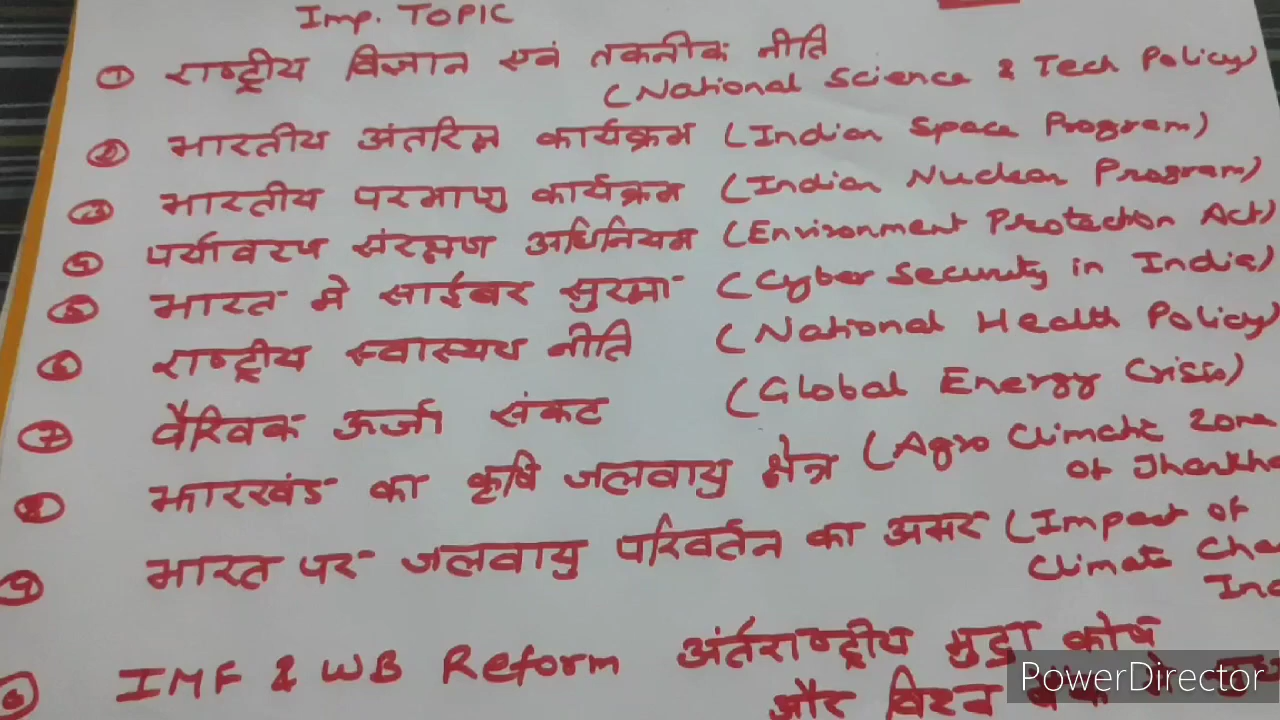 Imp. TOPIC
① राष्ट्रीय विज्ञान एवं तकनीक नीति
(National Science & Tech Policy)
② भारतीय अंतरिक्ष कार्यक्रम (Indian Space Program)
भारतीय परमाणु कार्यक्रम (Indian Nuclear Program)
पर्यावरण संरक्षण अधिनियम (Environment Protection Act)
⑤ भारत मे साईबर सुरक्षा (Cyber Security in India)
⑥ राष्ट्रीय स्वास्थ्य नीति (National Health Policy)
⑦ वैश्विक ऊर्जा संकट (Global Energy Crisis)
⑧ झारखंड का कृषि जलवायु क्षेत्र (Agro Climatic Zone
of Jharkha
⑨ भारत पर जलवायु परिवर्तन का असर (Impact of
Climate Cha
Ind
IMF & WB Reform अंर्तराष्ट्रीय मुद्रा कोष
और विश्व बैंक
PowerDirector